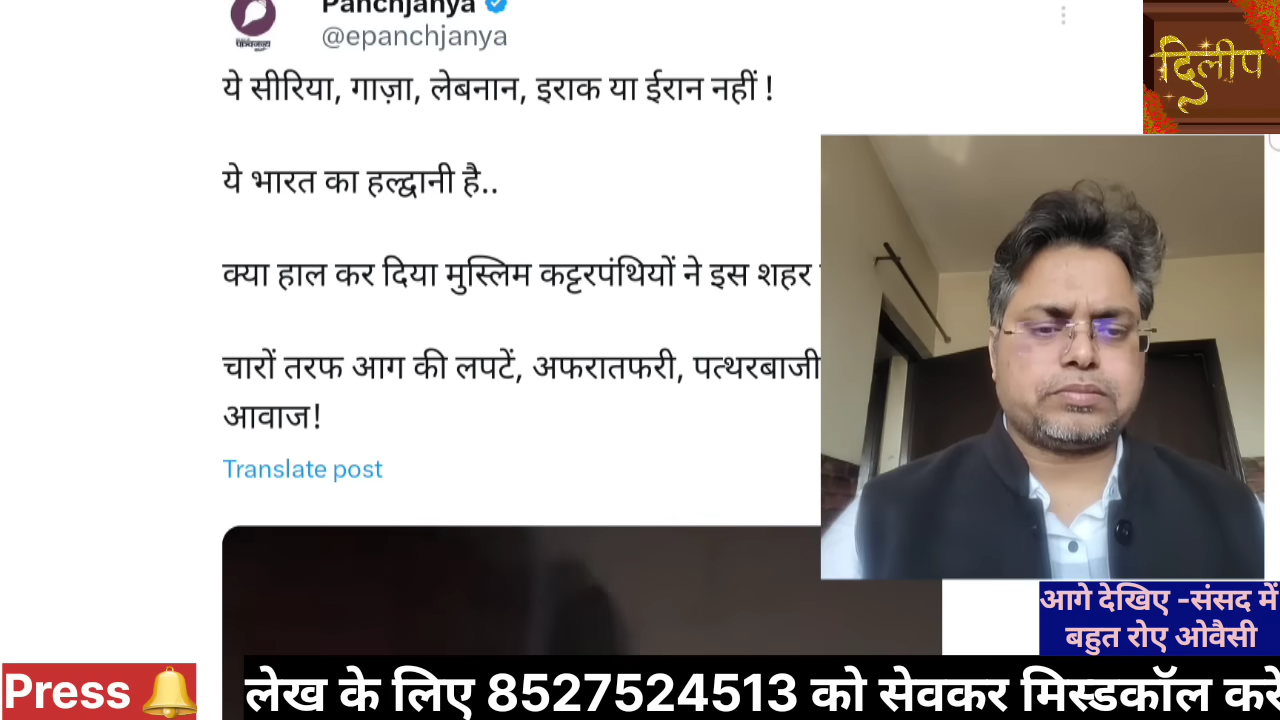 Panchjanya
@epanchjanya
पाञ्चजन्य
दिलीप
ये सीरिया, गाज़ा, लेबनान, इराक या ईरान नहीं !
ये भारत का हल्द्वानी है..
क्या हाल कर दिया मुस्लिम कट्टरपंथियों ने इस शहर
चारों तरफ आग की लपटें, अफरातफरी, पत्थरबाजी
आवाज!
Translate post
आगे देखिए -संसद में
बहुत रोए ओवैसी
Press
लेख के लिए 8527524513 को सेवकर मिस्डकॉल करें